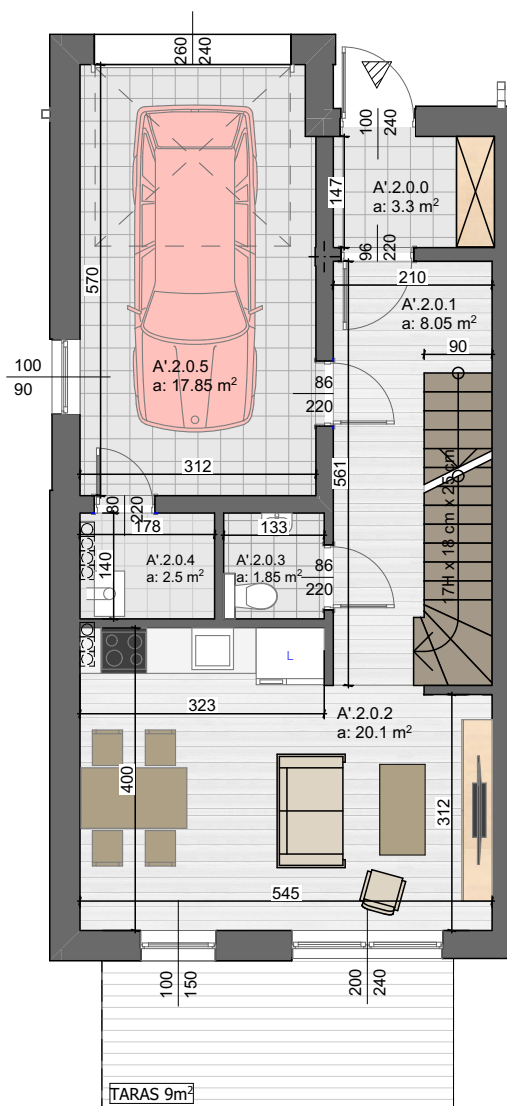 260
240
100
240
147
A'.2.0.0
a: 3.3 m²
96
220
210
A'.2.0.1
a: 8.05 m²
90
570
100
90
A'.2.0.5
a: 17.85 m²
86
220
312
561
17H x 18 cm x 25 cm
80
220
178
133
140
A'.2.0.4
a: 2.5 m²
A'.2.0.3
a: 1.85 m²
86
220
L
323
A'.2.0.2
a: 20.1 m²
400
312
545
100
150
200
240
TARAS 9m²